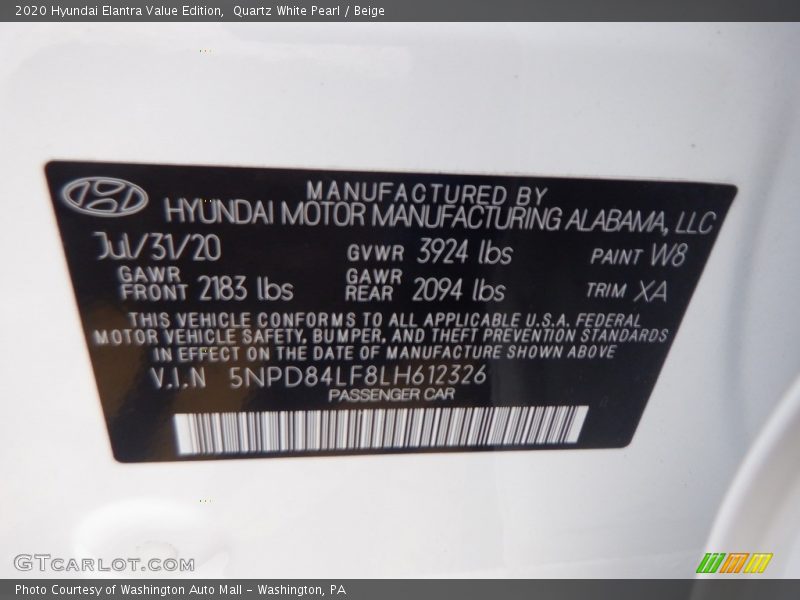 2020 Hyundai Elantra Value Edition,  Quartz White Pearl / Beige
MANUFACTURED BY
HYUNDAI MOTOR MANUFACTURING ALABAMA, LLC
Jul/31/20 GVWR 3924 lbs PAINT W8
GAWR FRONT 2183 lbs GAWR REAR 2094 lbs TRIM XA
THIS VEHICLE CONFORMS TO ALL APPLICABLE U.S.A. FEDERAL
MOTOR VEHICLE SAFETY, BUMPER, AND THEFT PREVENTION STANDARDS
IN EFFECT ON THE DATE OF MANUFACTURE SHOWN ABOVE
V.I.N 5NPD84LF8LH612326
PASSENGER CAR
GTCARLOT.COM
Photo Courtesy of Washington Auto Mall - Washington, PA